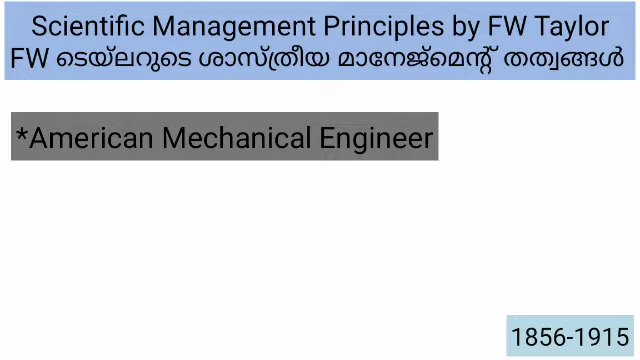 Scientific Management Principles by FW Taylor
FW ടെയ്ലറുടെ ശാസ്ത്രീയ മാനേജ്മെന്റ് തത്വങ്ങൾ
*American Mechanical Engineer
1856-1915